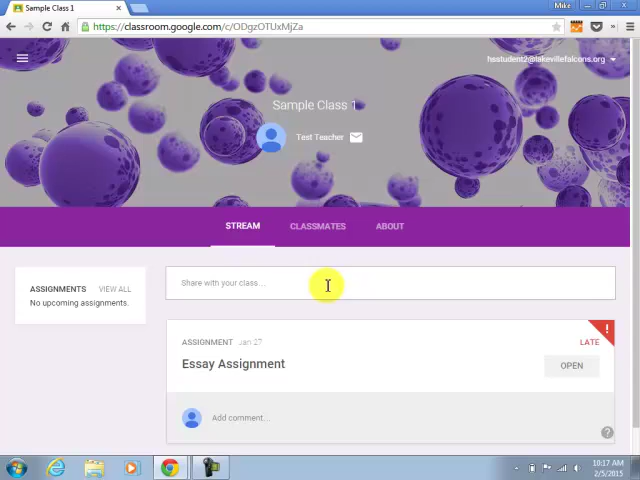 Sample Class 1
Mike
https://classroom.google.com/c/ODgzOTUxMjZa
hsstudent2@lakevillefalcons.org
Sample Class 1
Test Teacher
STREAM
CLASSMATES
ABOUT
ASSIGNMENTS VIEW ALL
No upcoming assignments.
Share with your class...
ASSIGNMENT Jan 27
LATE
!
Essay Assignment
OPEN
Add comment...
?
10:17 AM
2/5/2015